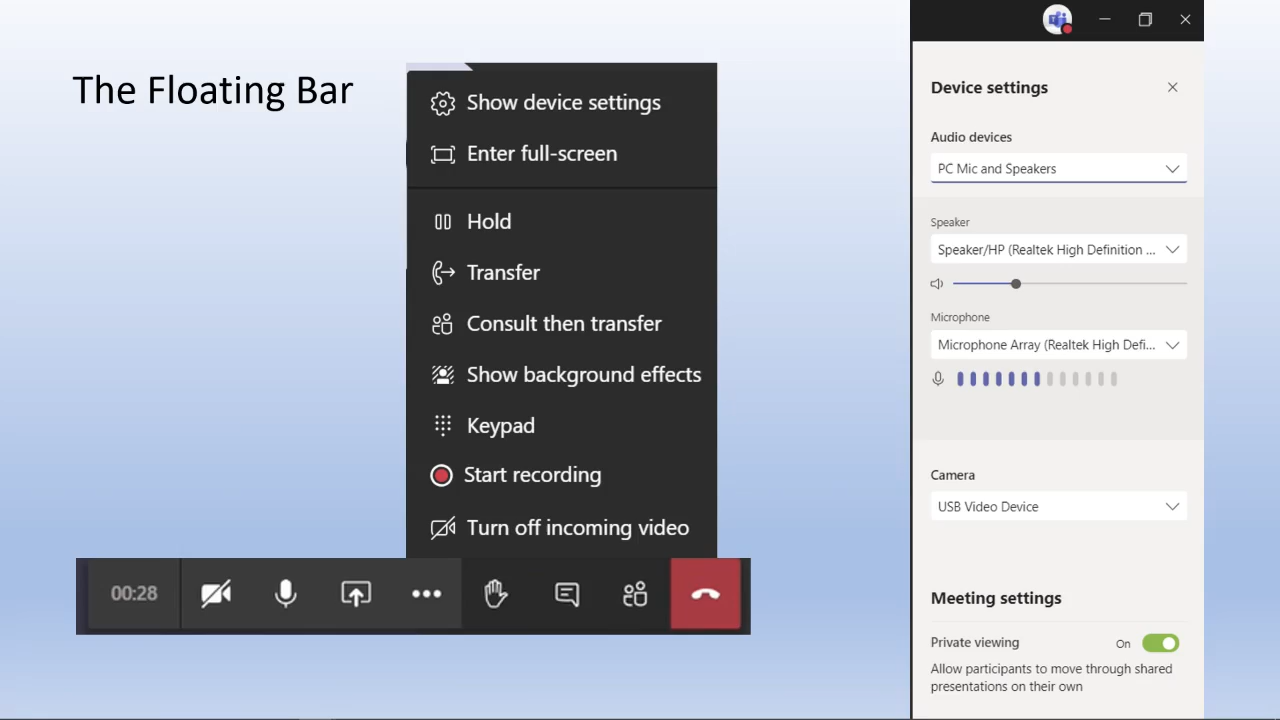 The Floating Bar
Show device settings
Enter full-screen
Hold
Transfer
Consult then transfer
Show background effects
Keypad
Start recording
Turn off incoming video
00:28
Device settings
Audio devices
PC Mic and Speakers
Speaker
Speaker/HP (Realtek High Definition ...
Microphone
Microphone Array (Realtek High Defi...
Camera
USB Video Device
Meeting settings
Private viewing On
Allow participants to move through shared
presentations on their own